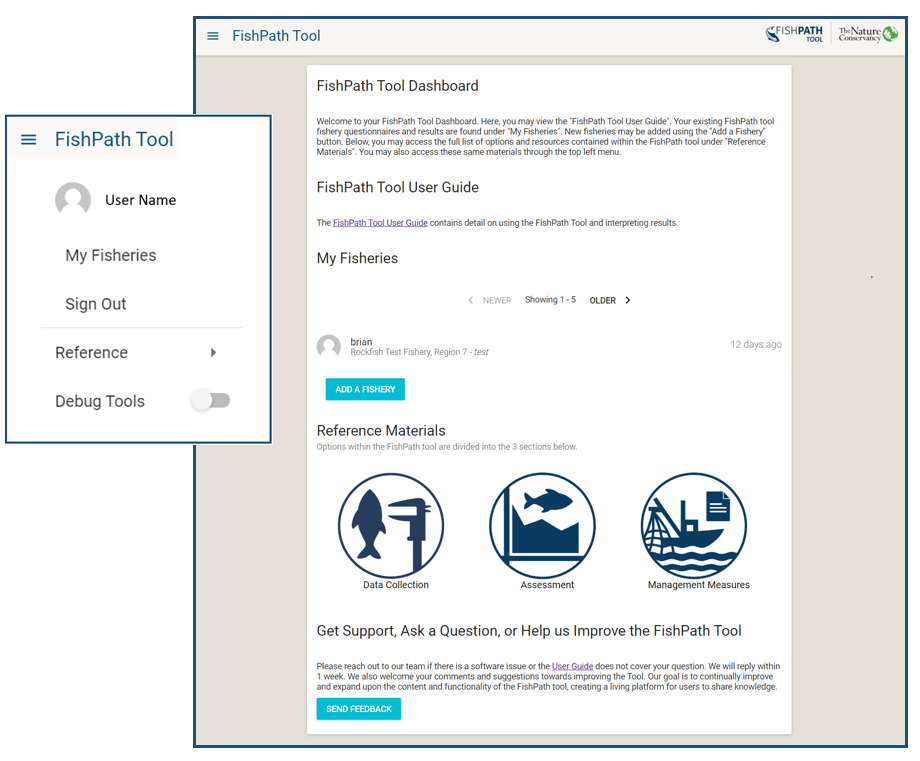 FishPath Tool
FISHPATH
TOOL
The Nature
Conservancy
FishPath Tool Dashboard
Welcome to your FishPath Tool Dashboard. Here, you may view the "FishPath Tool User Guide". Your existing FishPath tool
fishery questionnaires and results are found under "My Fisheries". New fisheries may be added using the "Add a Fishery"
button. Below, you may access the full list of options and resources contained within the FishPath tool under "Reference
Materials". You may also access these same materials through the top left menu.
FishPath Tool User Guide
The FishPath Tool User Guide contains detail on using the FishPath Tool and interpreting results.
My Fisheries
NEWER Showing 1 - 5 OLDER
brian
12 days ago
Rockfish Test Fishery, Region 7 - test
ADD A FISHERY
Reference Materials
Options within the FishPath tool are divided into the 3 sections below.
Data Collection
Assessment
Management Measures
Get Support, Ask a Question, or Help us Improve the FishPath Tool
Please reach out to our team if there is a software issue or the User Guide does not cover your question. We will reply within
1 week. We also welcome your comments and suggestions towards improving the Tool. Our goal is to continually improve
and expand upon the content and functionality of the FishPath tool, creating a living platform for users to share knowledge.
SEND FEEDBACK
FishPath Tool
User Name
My Fisheries
Sign Out
Reference
Debug Tools